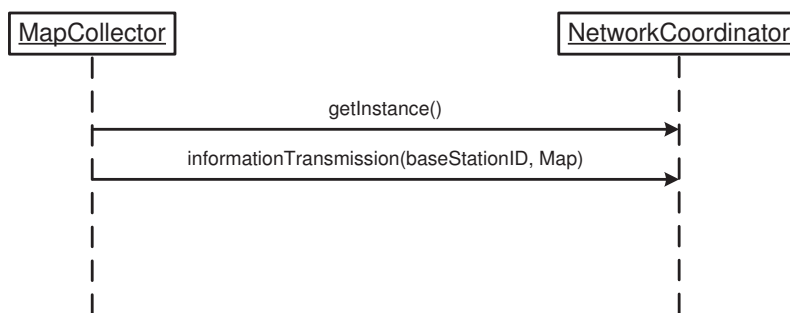 MapCollector
NetworkCoordinator
getInstance()
informationTransmission(baseStationID, Map)